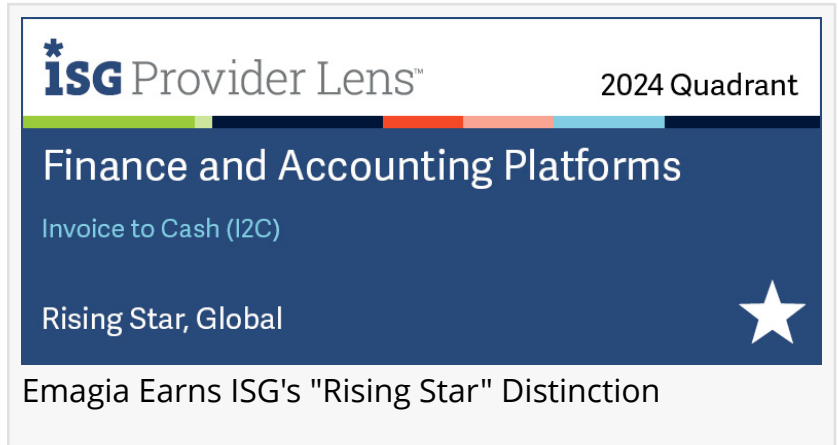 ISG Provider Lens™
2024 Quadrant
Finance and Accounting Platforms
Invoice to Cash (I2C)
Rising Star, Global
Emagia Earns ISG's "Rising Star" Distinction